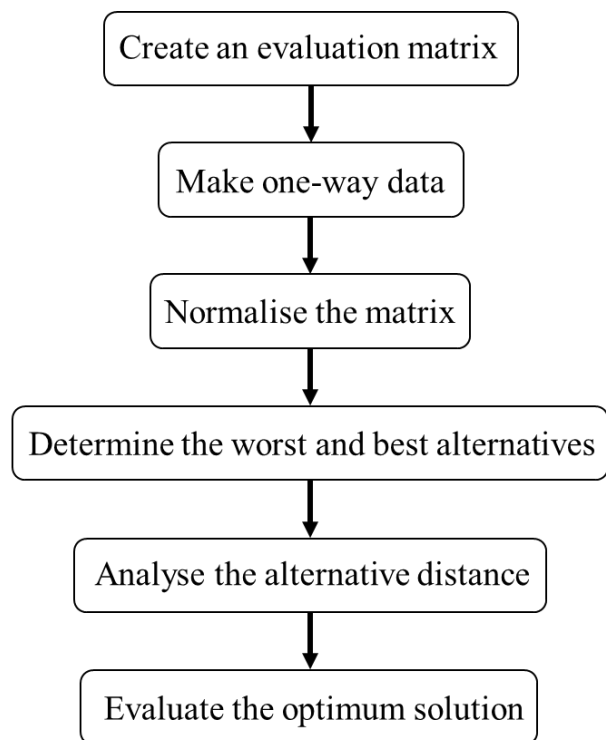 Create an evaluation matrix
Make one-way data
Normalise the matrix
Determine the worst and best alternatives
Analyse the alternative distance
Evaluate the optimum solution